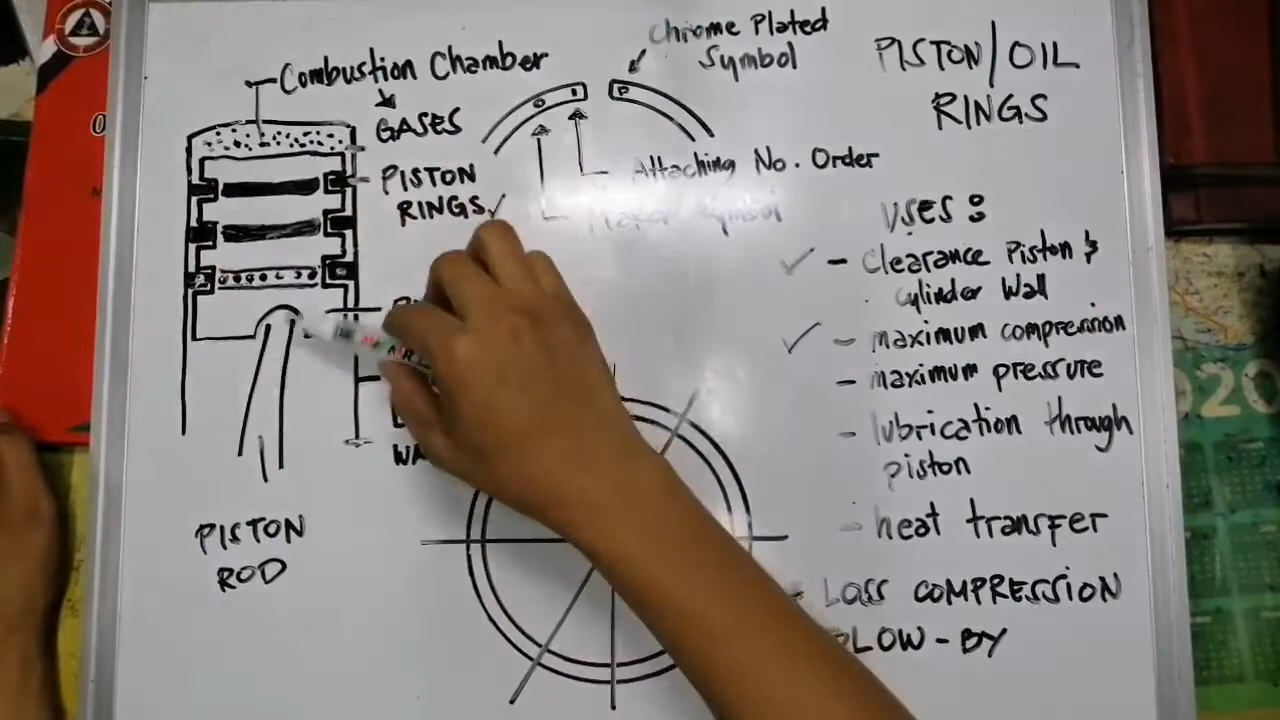 Combustion Chamber
GASES
PISTON
RINGS
PISTON
ROD
Chrome Plated
Symbol
O I
P
Attaching No. Order
Symbol
PISTON/OIL
RINGS
USES:
- Clearance Piston &
cylinder Wall
- maximum compression
- maximum pressure
- lubrication through
piston
- heat transfer
LOSS COMPRESSION
BLOW-BY